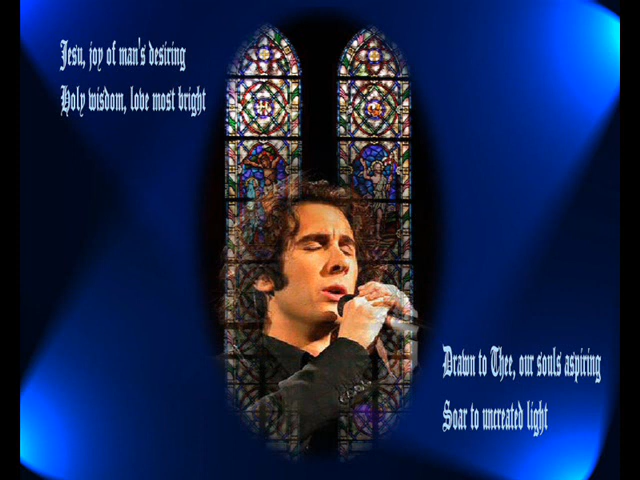 Jesu, joy of man's desiring
Holy wisdom, love most bright
Drawn to Thee, our souls aspiring
Soar to uncreated light